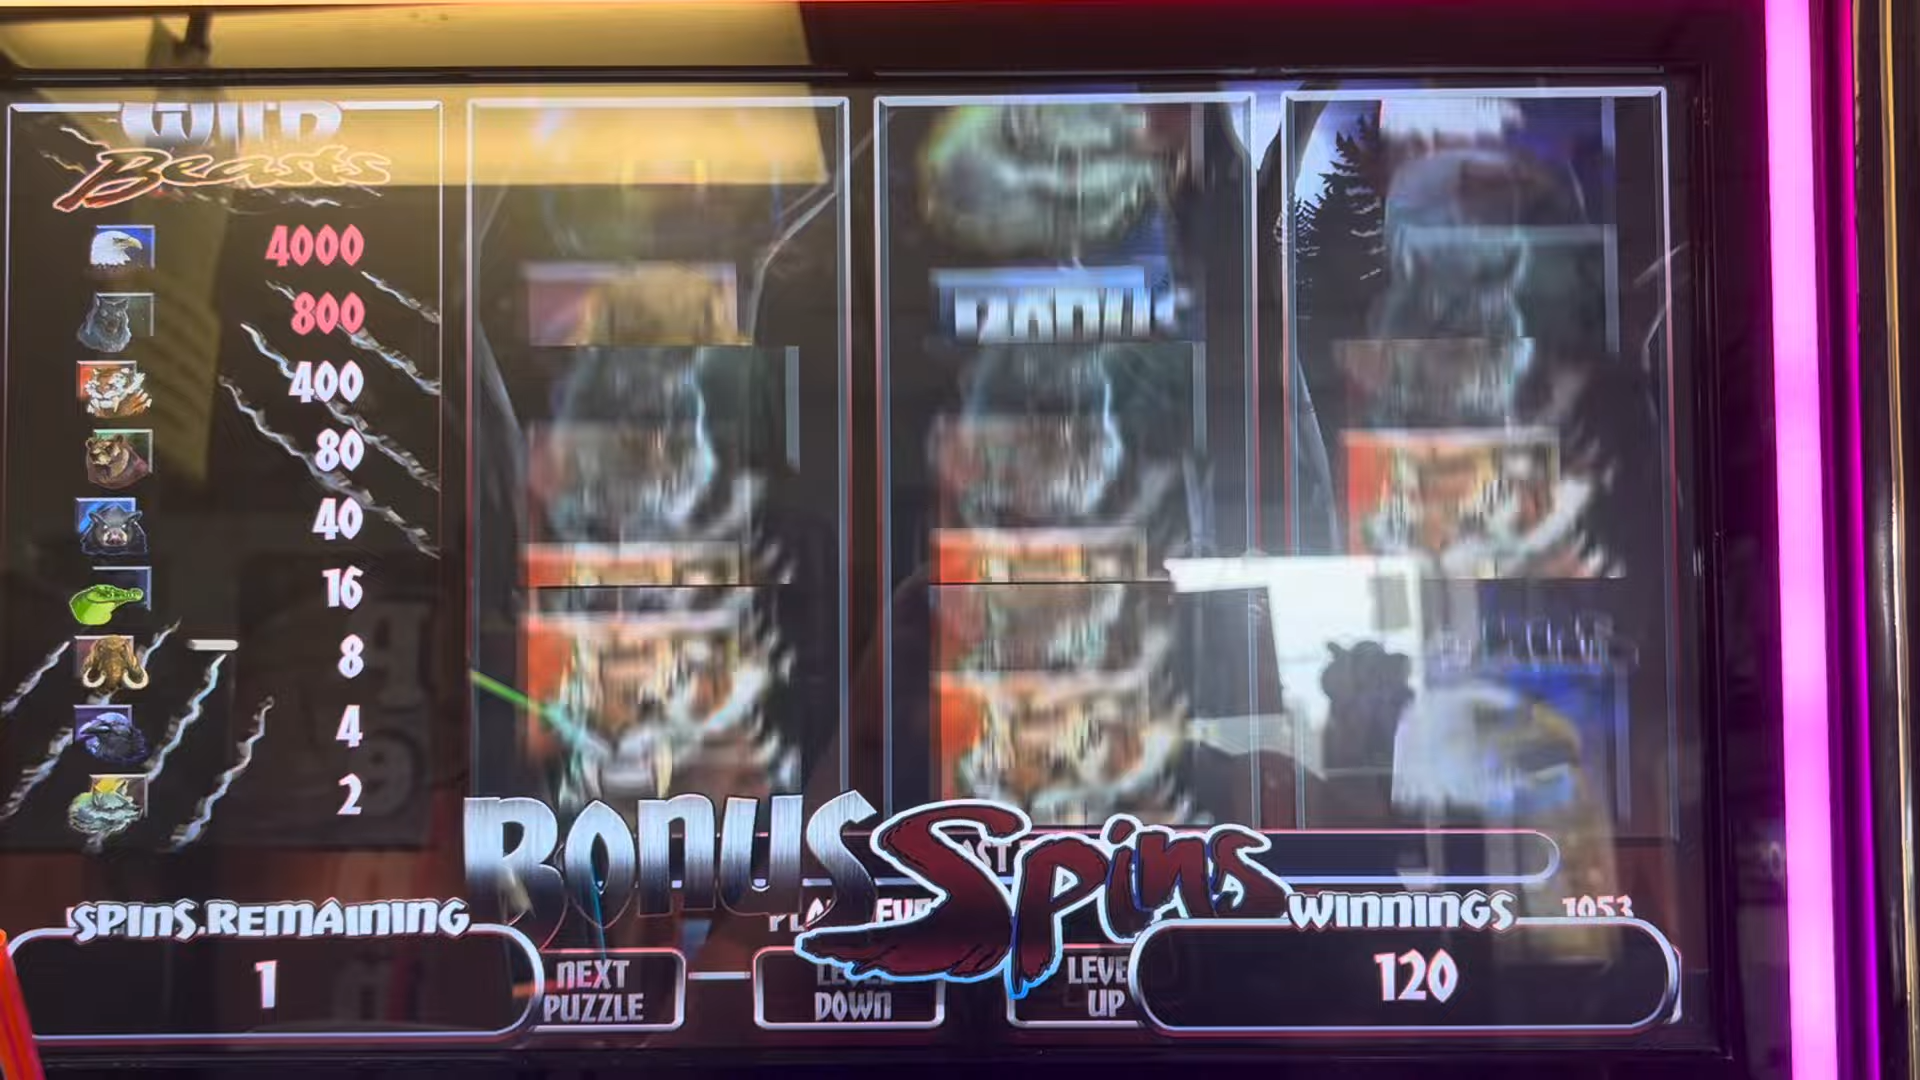 WILD
Beasts
4000
800
400
80
40
16
8
4
2
BONUS
BONUS Spins
SPINS REMAINING
1
NEXT
PUZZLE
LEVEL
DOWN
LEVEL
UP
WINNINGS
120
1053